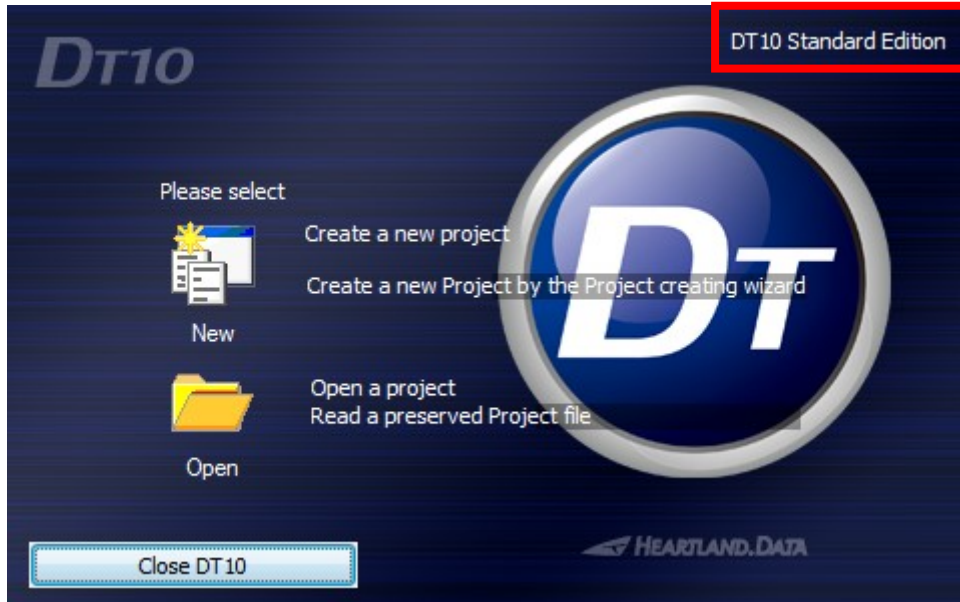 DT10
DT10 Standard Edition
Please select
Create a new project
Create a new Project by the Project creating wizard
New
DT
Open a project
Read a preserved Project file
Open
HEARTLAND.DATA
Close DT10